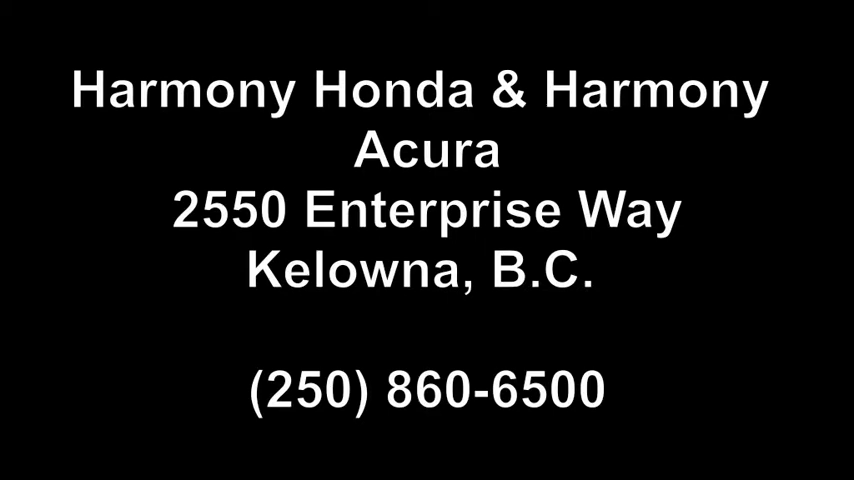 Harmony Honda & Harmony
Acura
2550 Enterprise Way
Kelowna, B.C.
(250) 860-6500